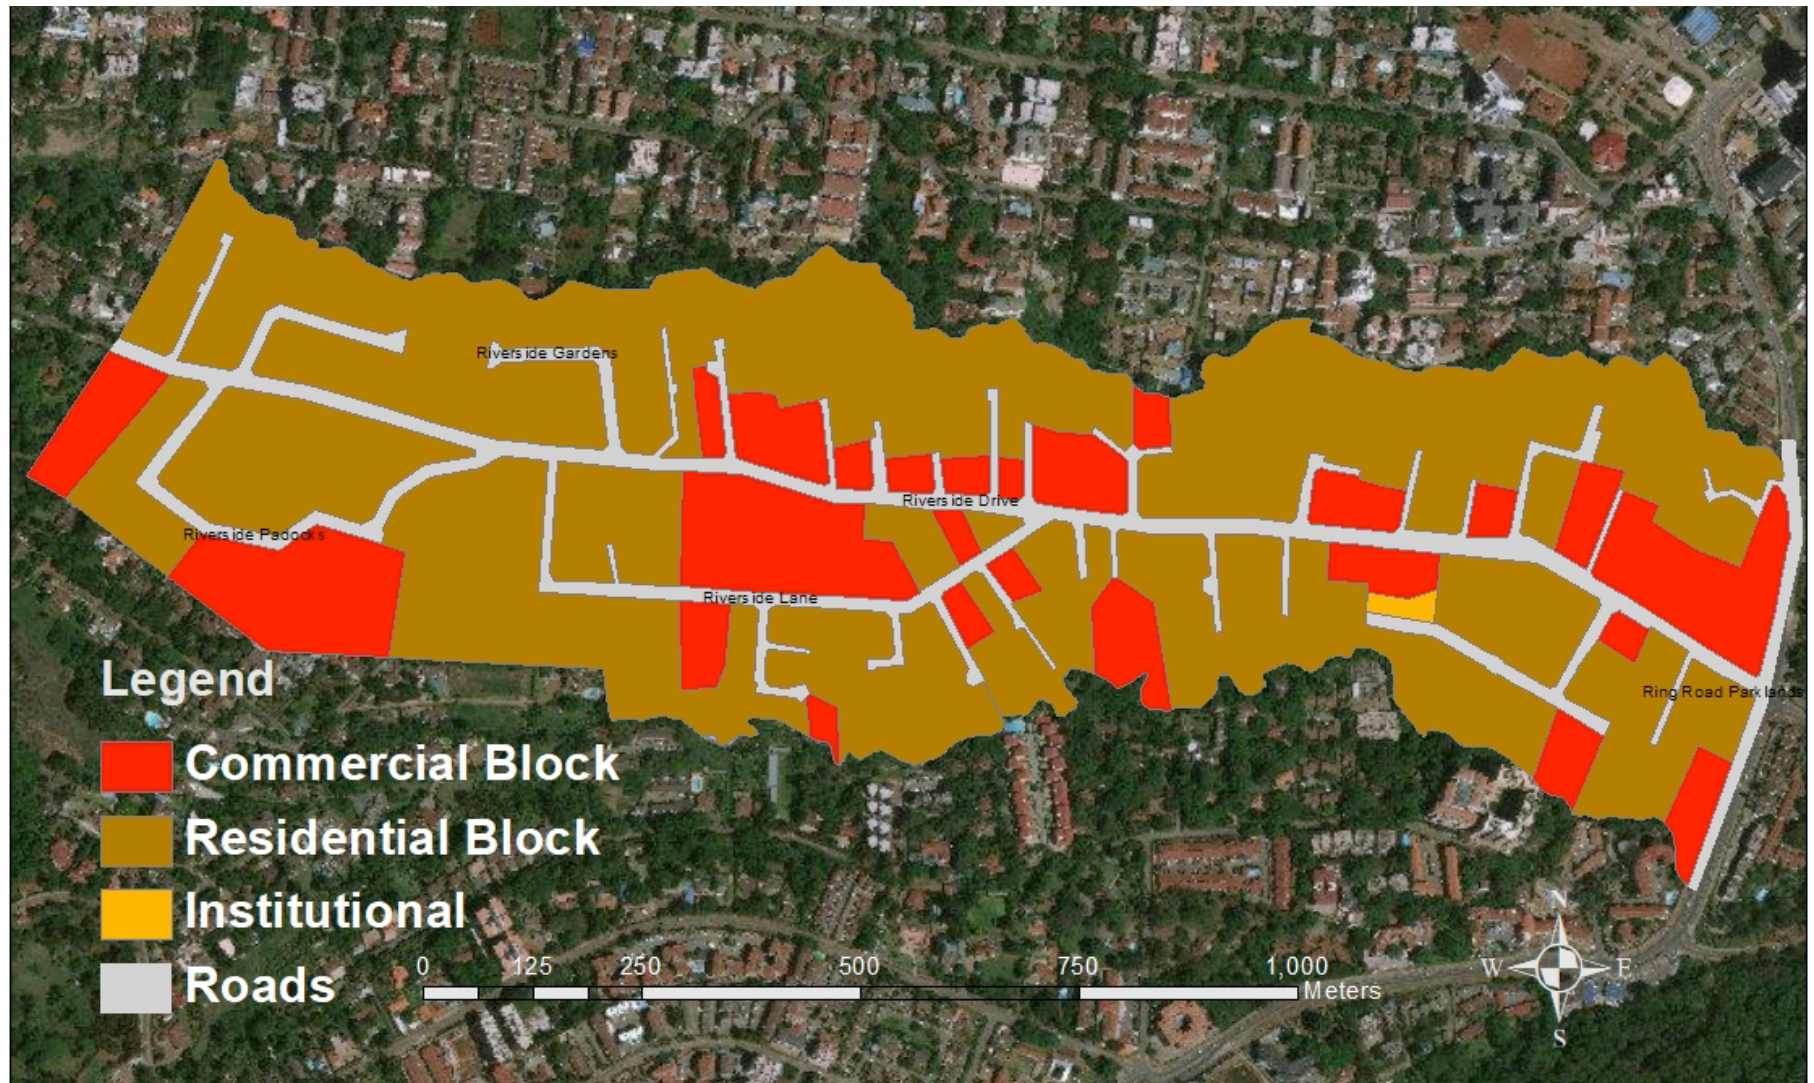 Riverside Gardens
Riverside Drive
Riverside Padocks
Riverside Lane
Ring Road Parklands
Legend
Commercial Block
Residential Block
Institutional
Roads
0 125 250 500 750 1,000
Meters
N
W E
S